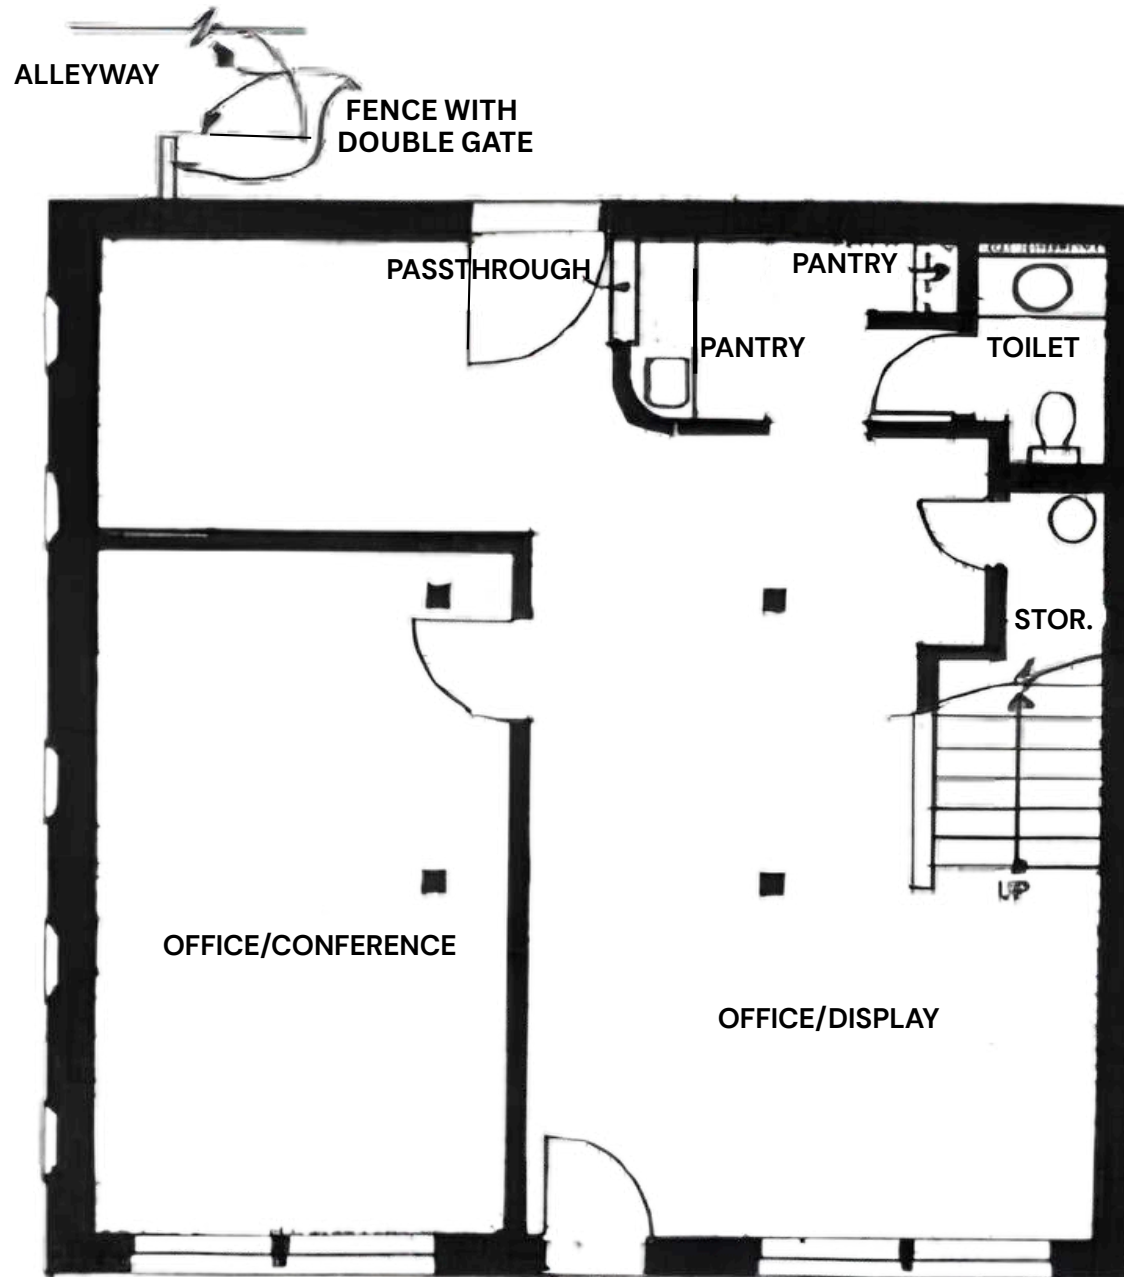 ALLEYWAY
FENCE WITH
DOUBLE GATE
PASSTHROUGH
PANTRY
PANTRY
TOILET
STOR.
UP
OFFICE/CONFERENCE
OFFICE/DISPLAY